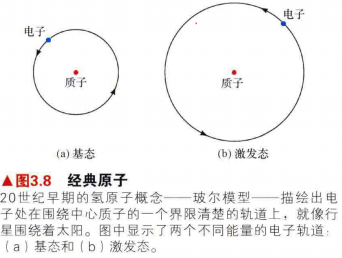 电子
质子
(a) 基态
电子
质子
(b) 激发态
▲图3.8 经典原子
20世纪早期的氢原子概念——玻尔模型——描绘出电
子处在围绕中心质子的一个界限清楚的轨道上，就像行
星围绕着太阳。图中显示了两个不同能量的电子轨道：
（a）基态和（b）激发态。